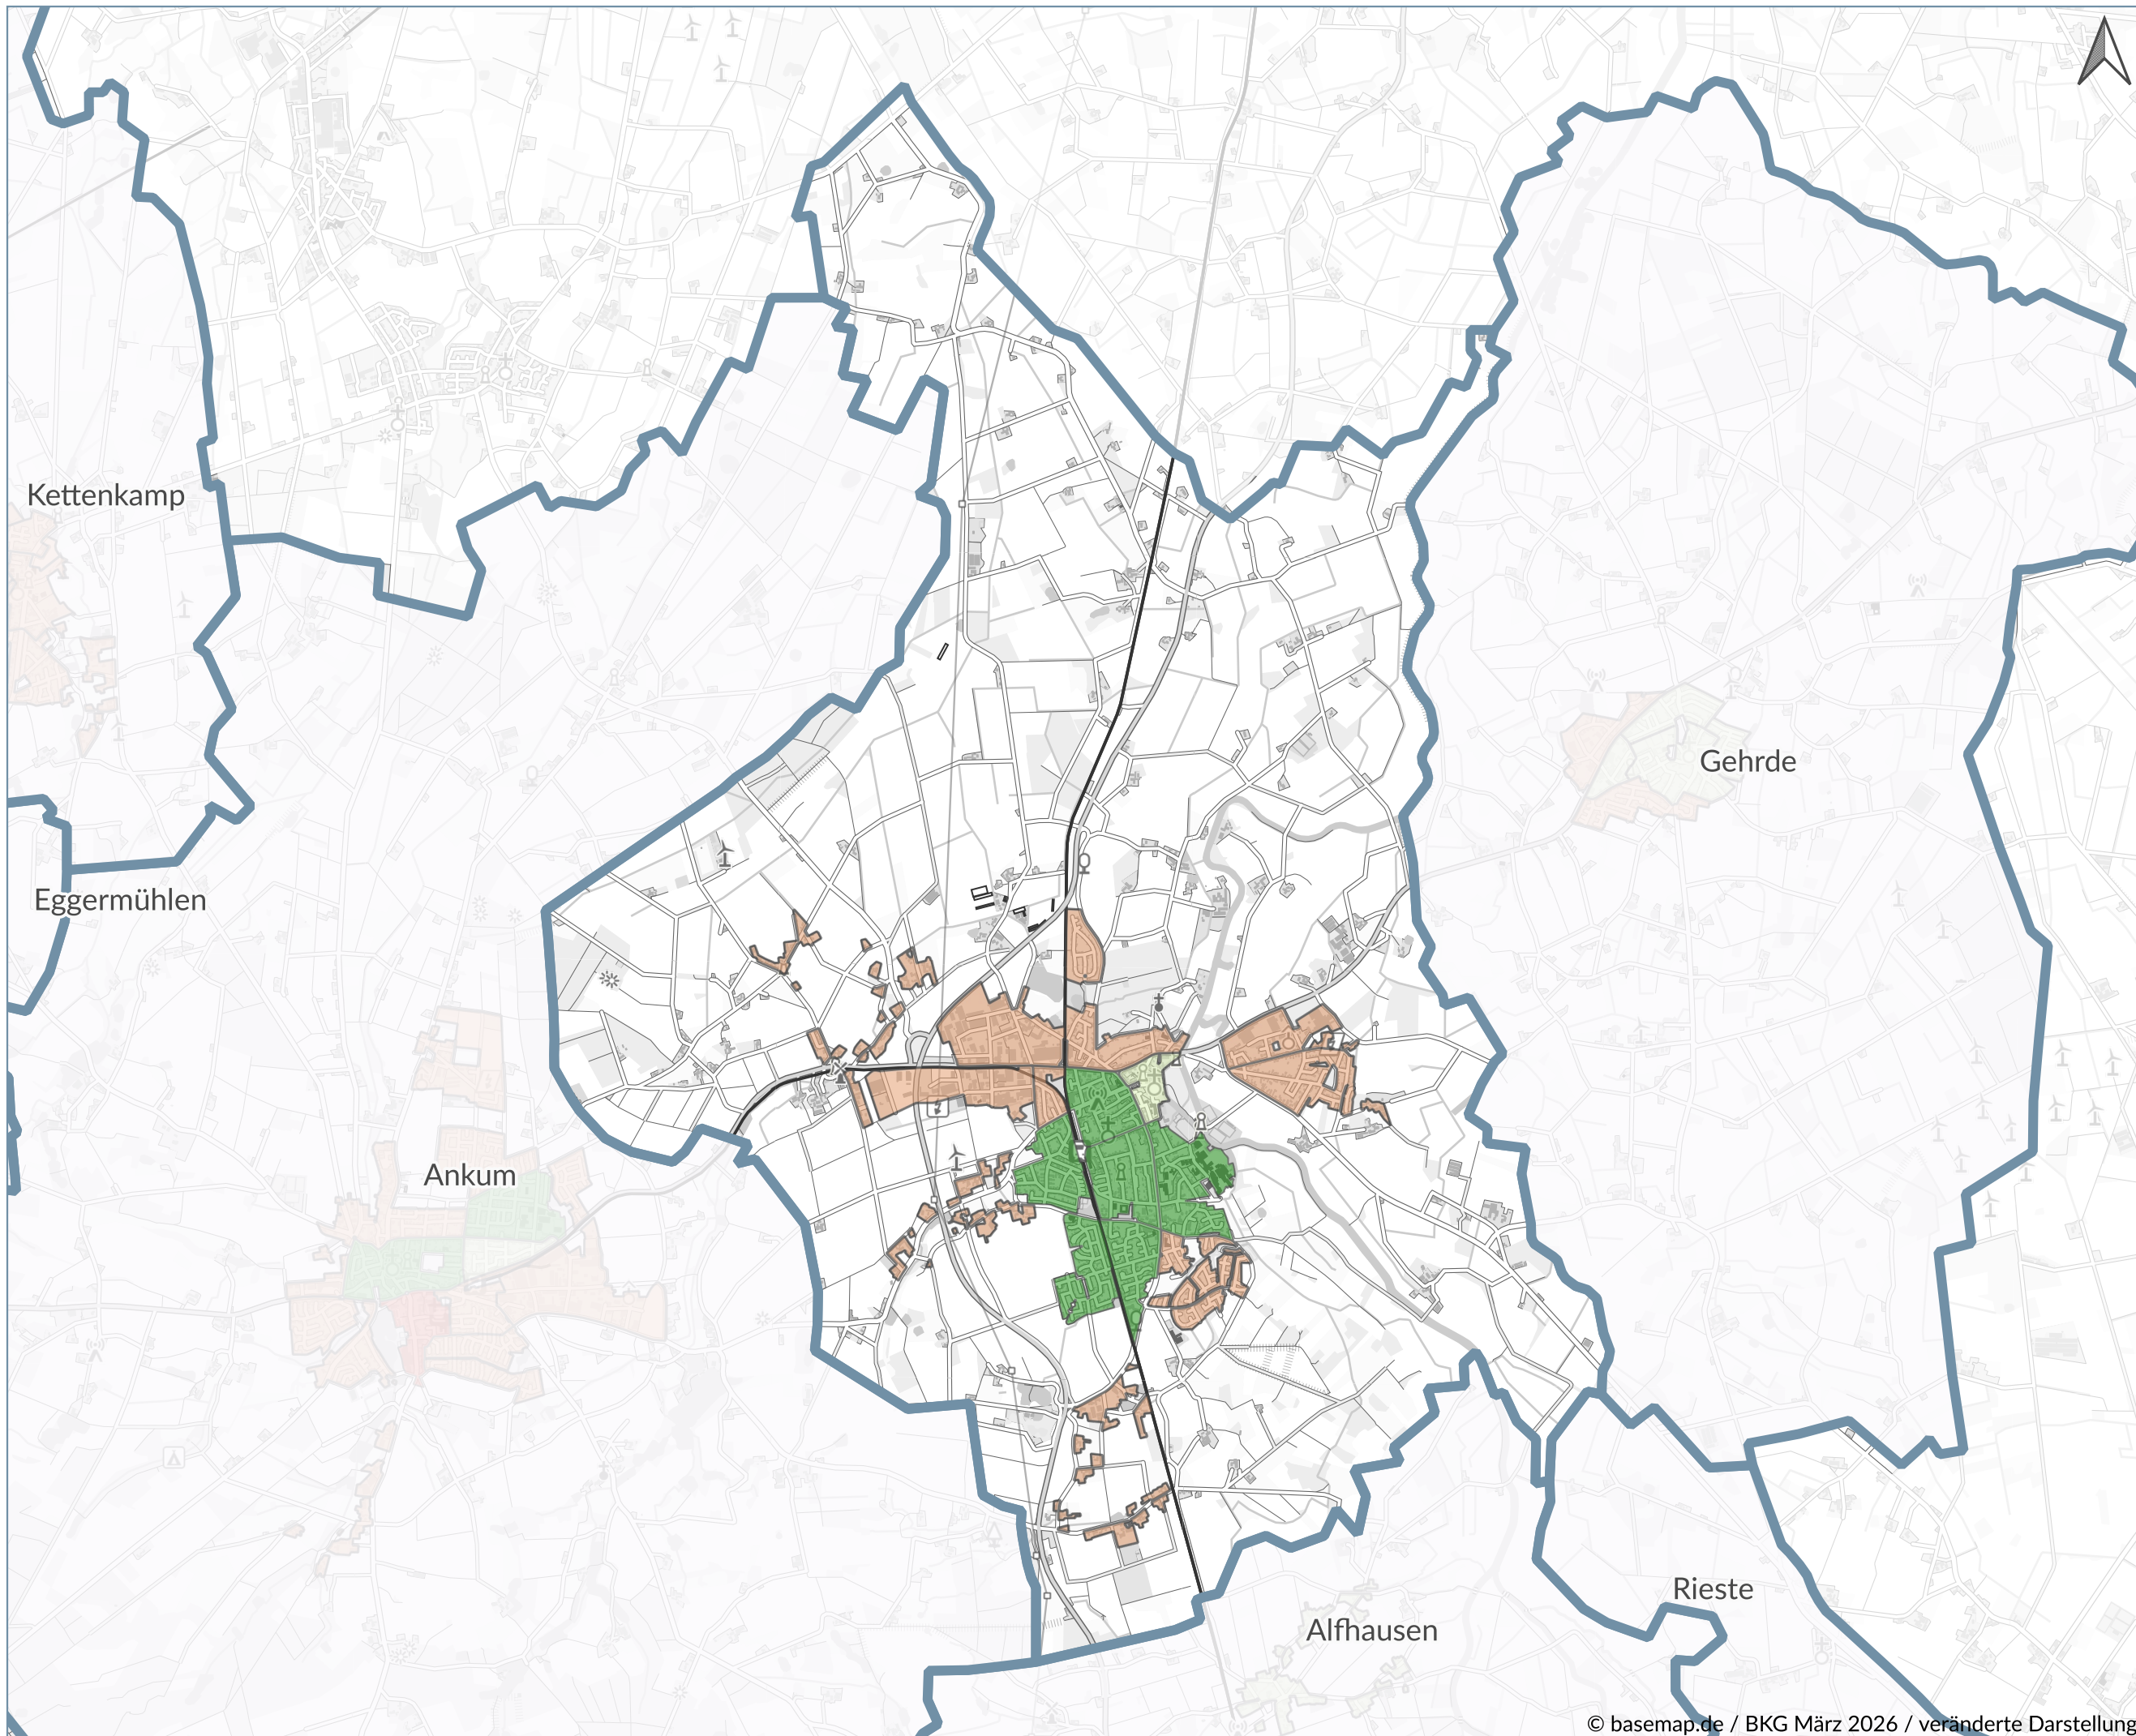 Kettenkamp
Gehrde
Eggermühlen
Ankum
Rieste
Alfhausen
© basemap.de / BKG März 2026 / veränderte Darstellung